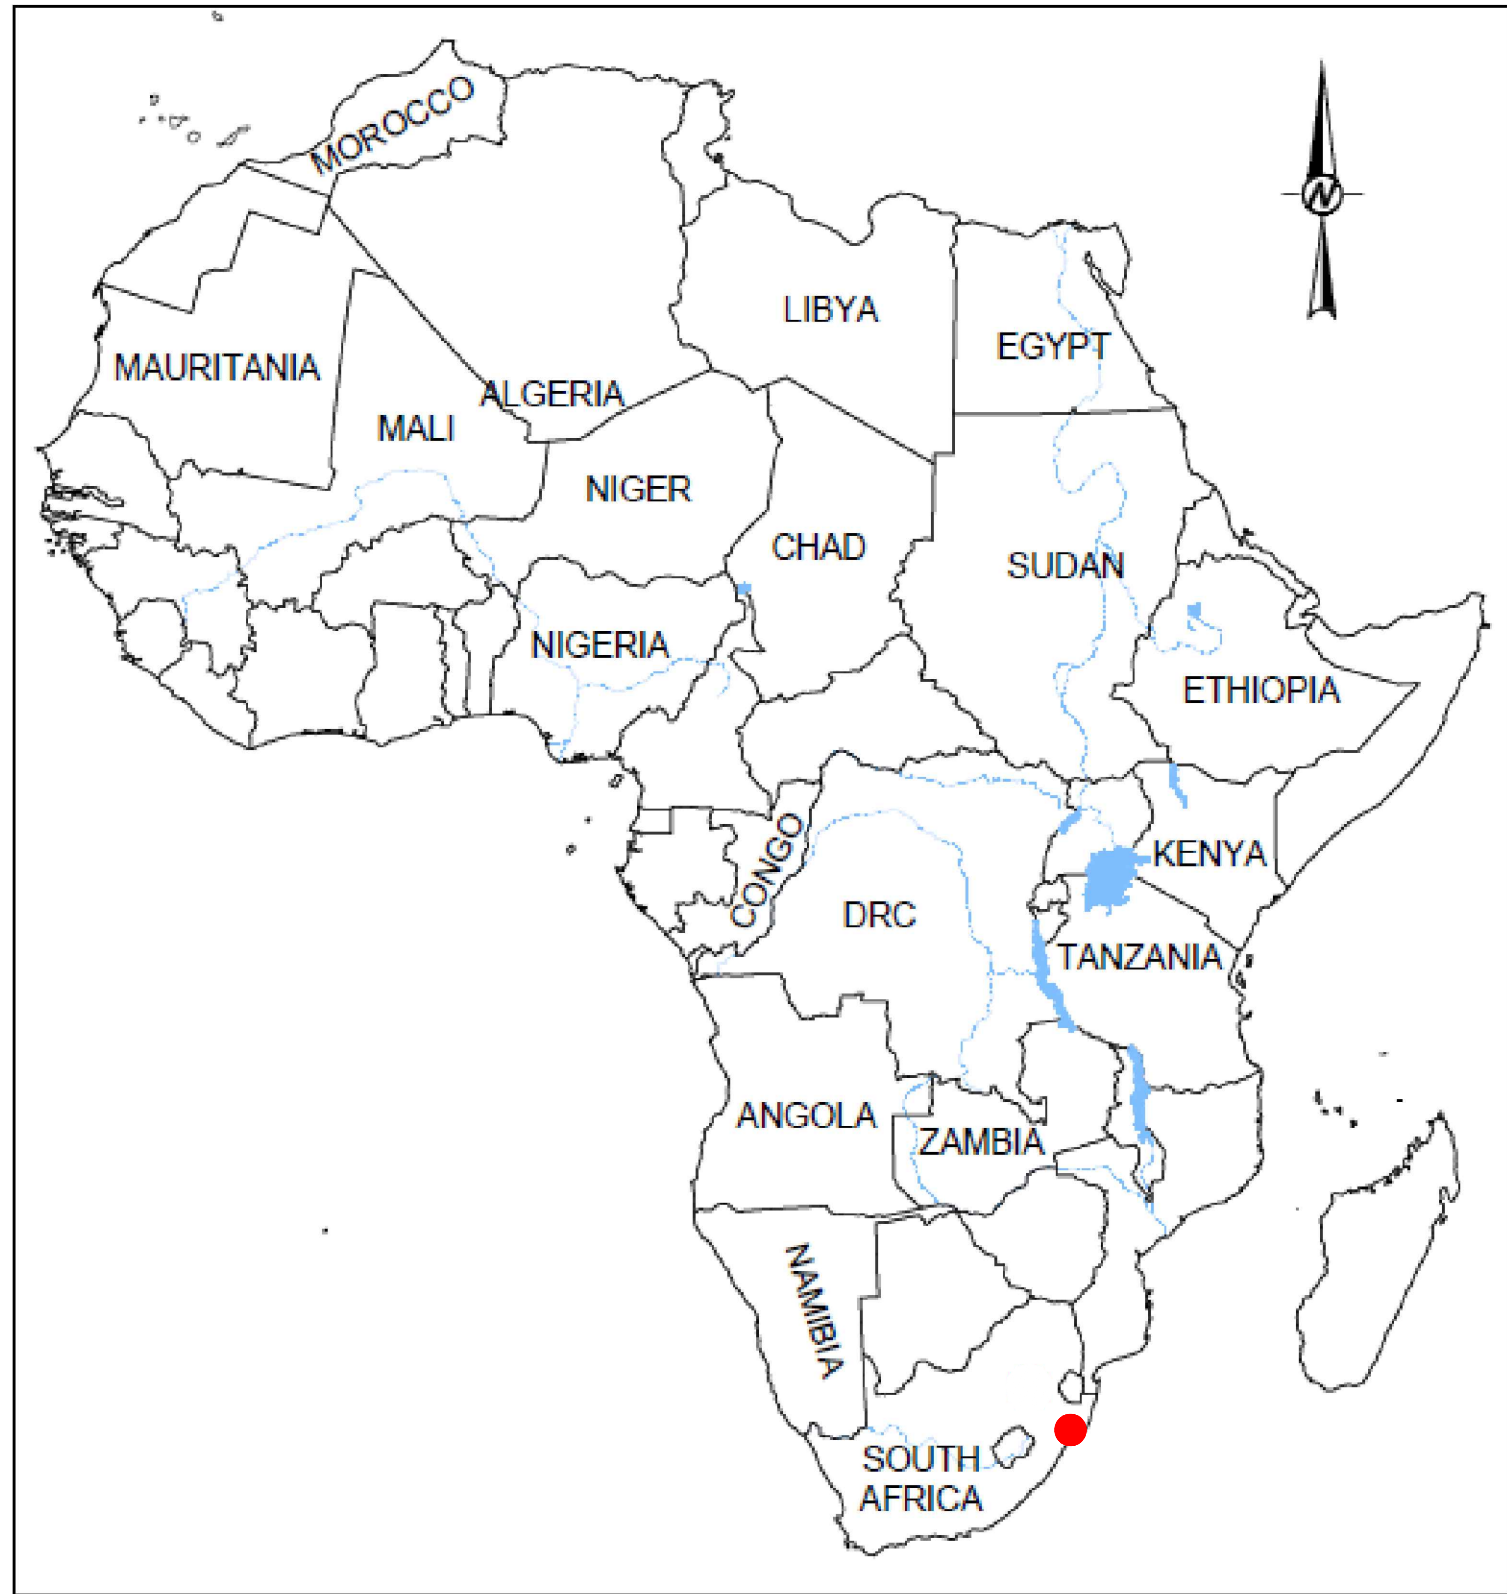 MOROCCO
LIBYA
EGYPT
MAURITANIA
ALGERIA
MALI
NIGER
CHAD
SUDAN
NIGERIA
ETHIOPIA
CONGO
KENYA
DRC
TANZANIA
ANGOLA
ZAMBIA
NAMIBIA
SOUTH
AFRICA
N